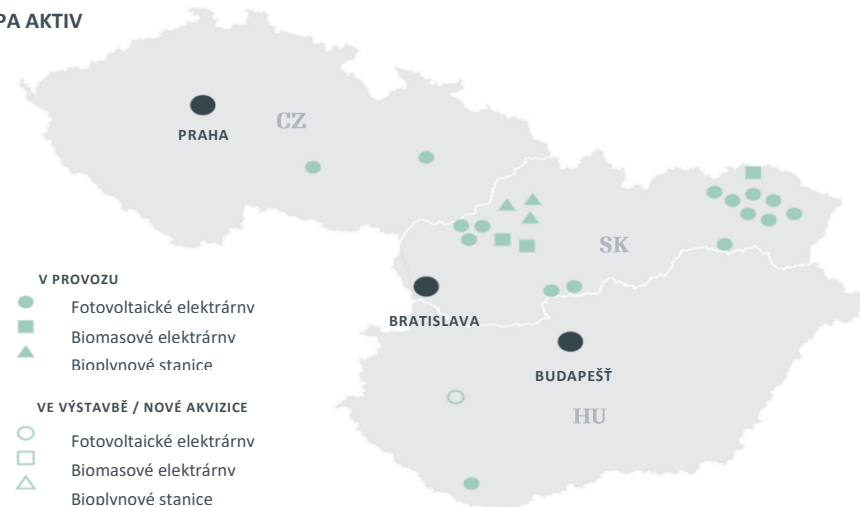 PA AKTIV
CZ
PRAHA
SK
BRATISLAVA
BUDAPEŠŤ
HU
V PROVOZU
Fotovoltaické elektrárny
Biomasové elektrárny
Bioplynové stanice
VE VÝSTAVBĚ / NOVÉ AKVIZICE
Fotovoltaické elektrárny
Biomasové elektrárny
Bioplynové stanice